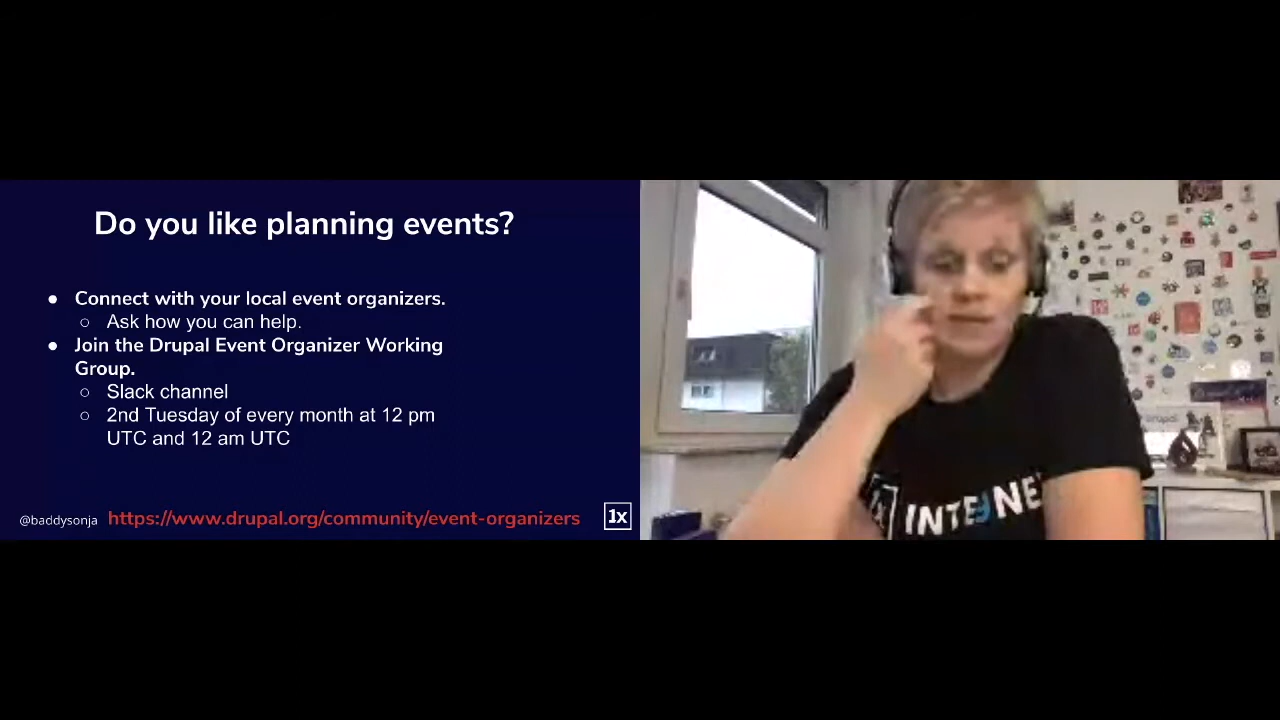 Do you like planning events?
● Connect with your local event organizers.
○ Ask how you can help.
● Join the Drupal Event Organizer Working
Group.
○ Slack channel
○ 2nd Tuesday of every month at 12 pm
UTC and 12 am UTC
@baddysonja https://www.drupal.org/community/event-organizers
1x